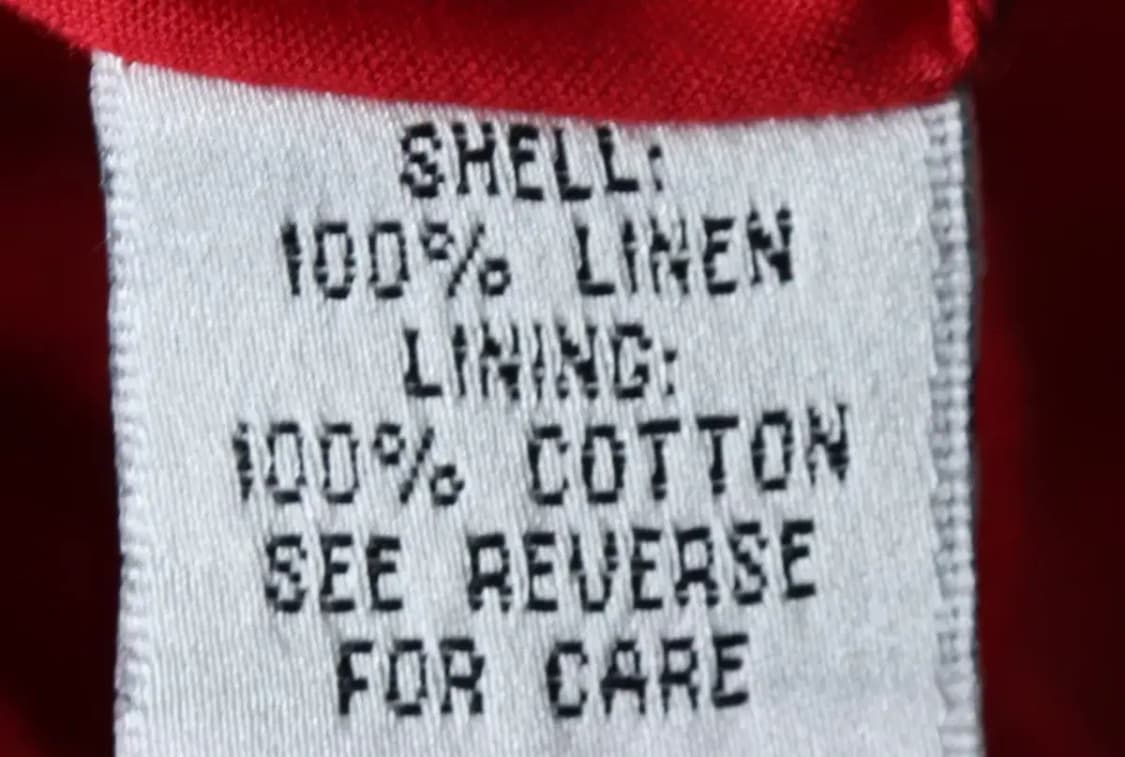 SHELL:
100% LINEN
LINING:
100% COTTON
SEE REVERSE
FOR CARE